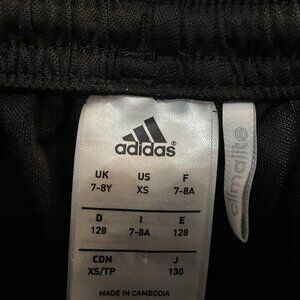 adidas®
UK US F
7-8Y XS 7-8A
D I E
128 7-8A 128
CDN J
XS/TP 130
MADE IN CAMBODIA
climalite